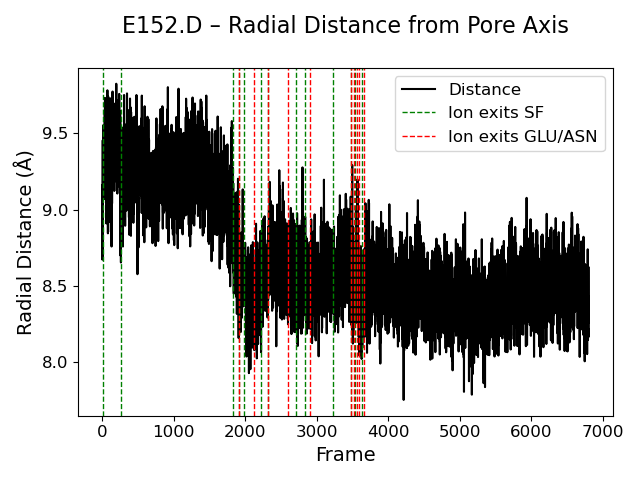 E152.D – Radial Distance from Pore Axis
Distance
Ion exits SF
Ion exits GLU/ASN
Radial Distance (Å)
9.5
9.0
8.5
8.0
0 1000 2000 3000 4000 5000 6000 7000
Frame